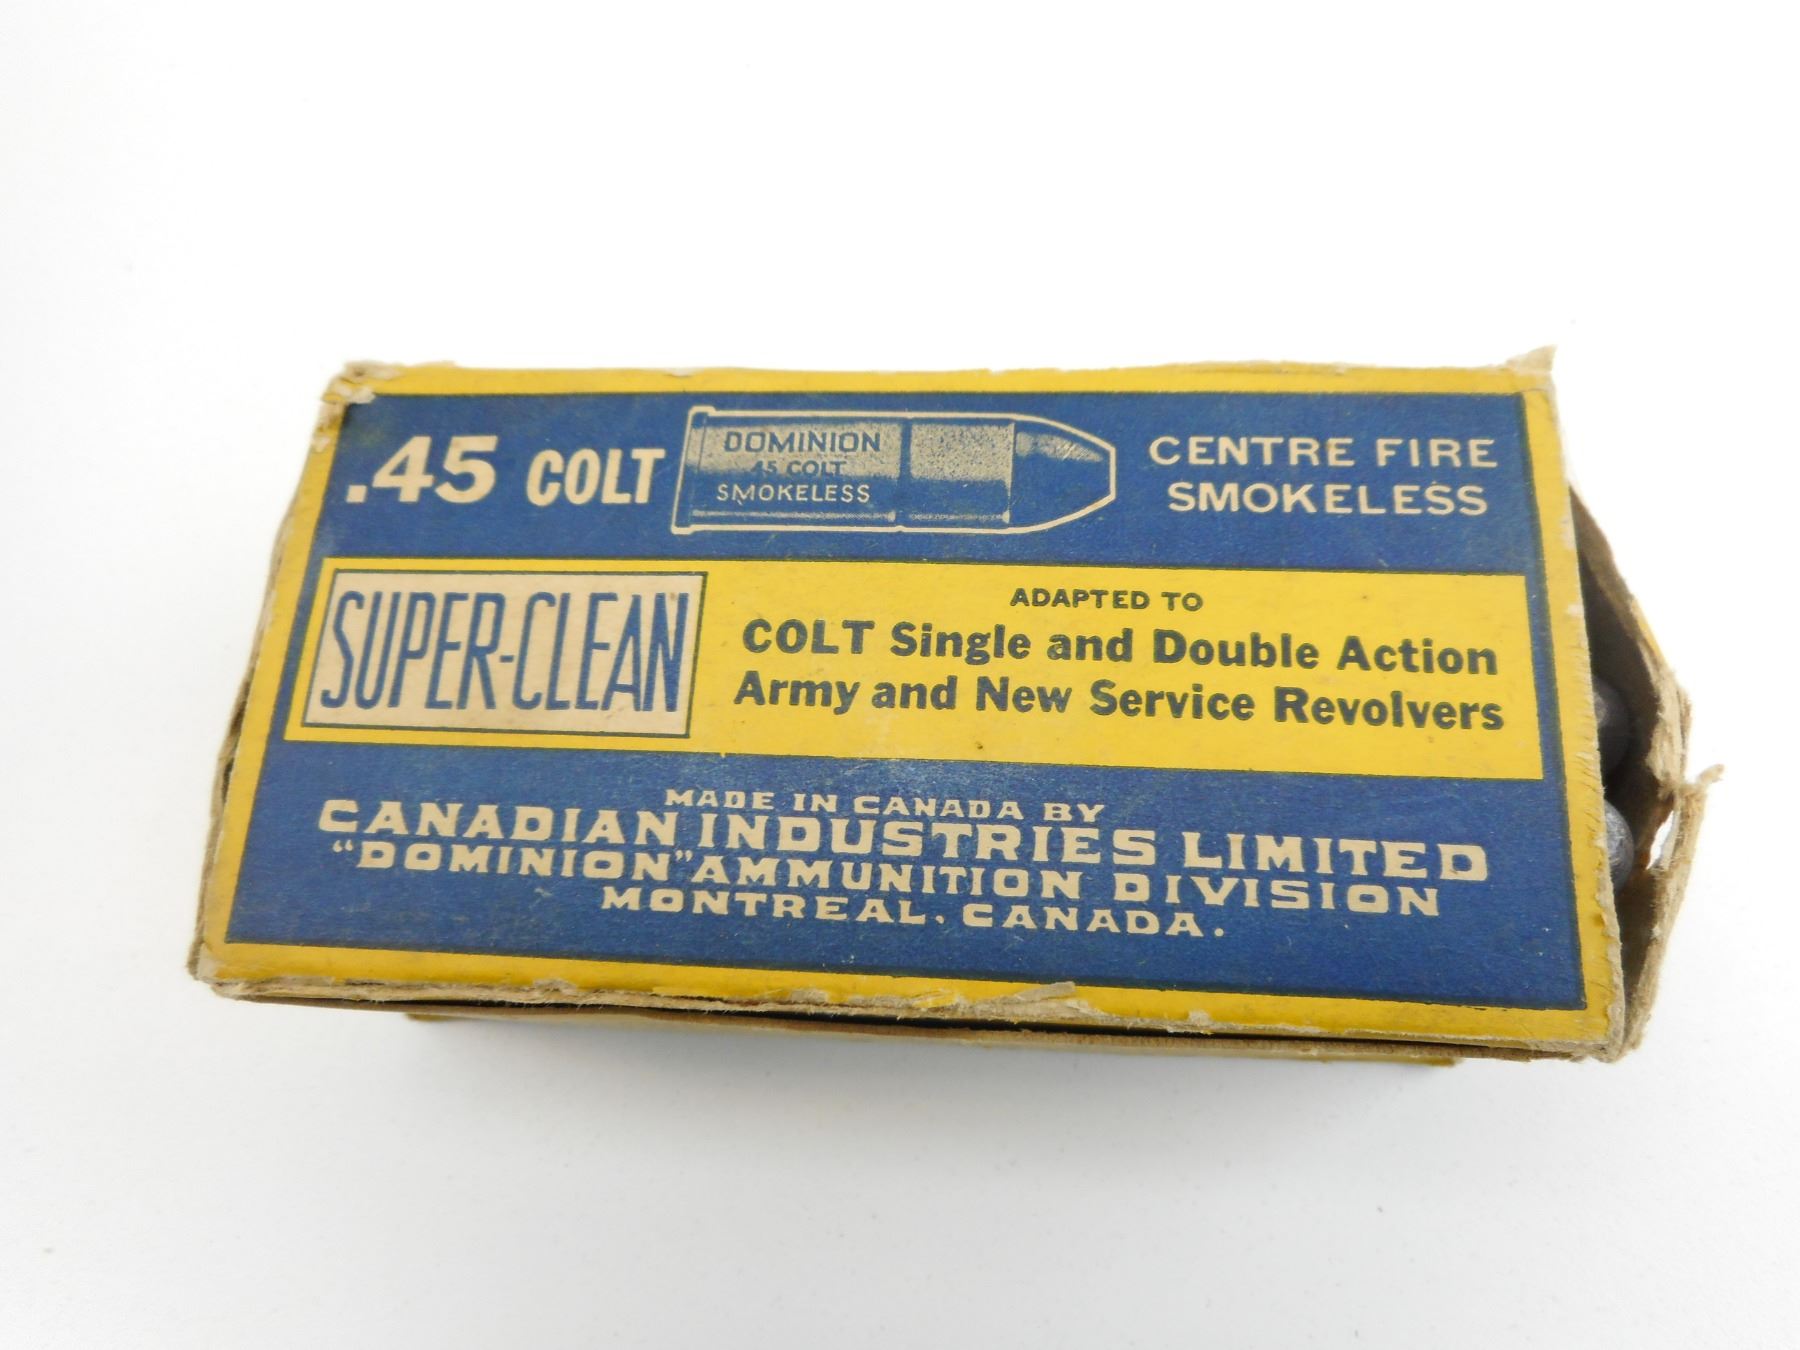 .45 COLT
DOMINION
.45 COLT
SMOKELESS
CENTRE FIRE
SMOKELESS
SUPER-CLEAN
ADAPTED TO
COLT Single and Double Action
Army and New Service Revolvers
MADE IN CANADA BY
CANADIAN INDUSTRIES LIMITED
"DOMINION" AMMUNITION DIVISION
MONTREAL. CANADA.